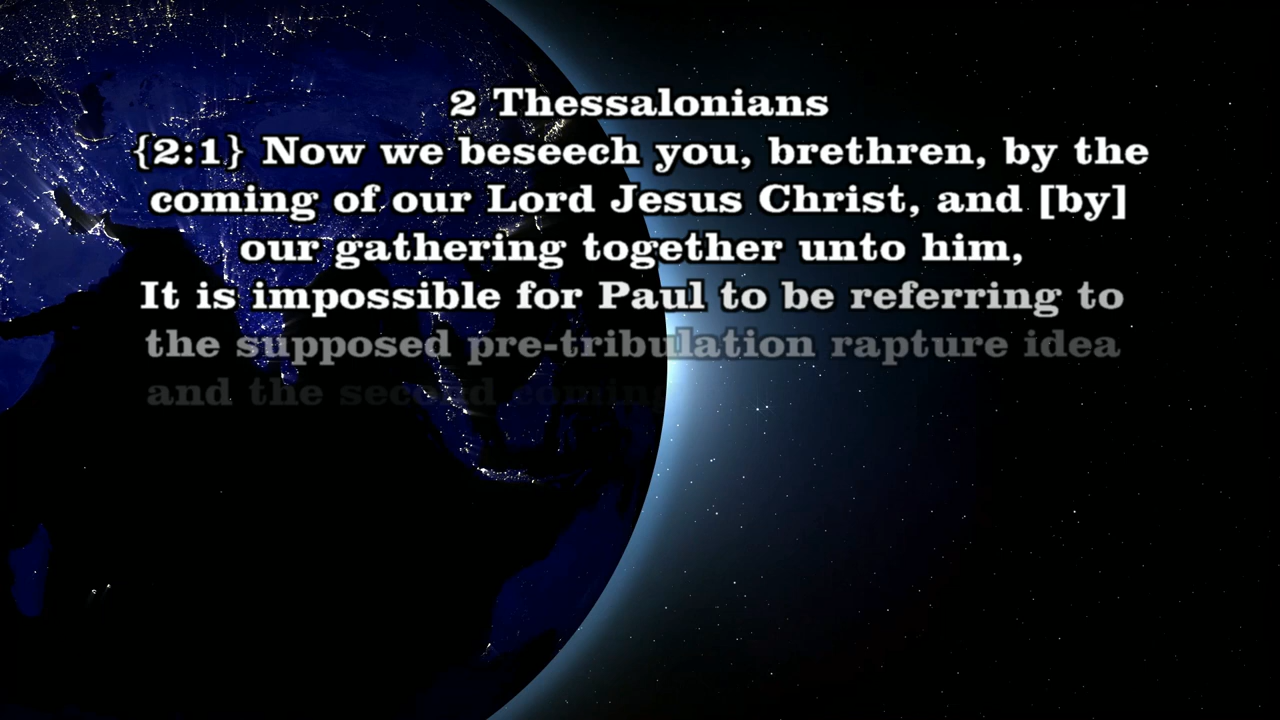 2 Thessalonians
{2:1} Now we beseech you, brethren, by the
coming of our Lord Jesus Christ, and [by]
our gathering together unto him,
It is impossible for Paul to be referring to
the supposed pre-tribulation rapture idea
and the second coming